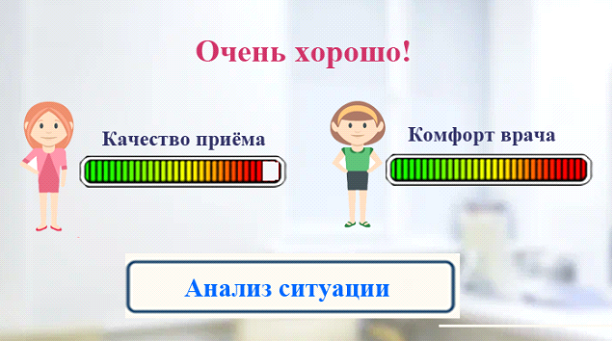 Очень хорошо!
Качество приёма
Комфорт врача
Анализ ситуации